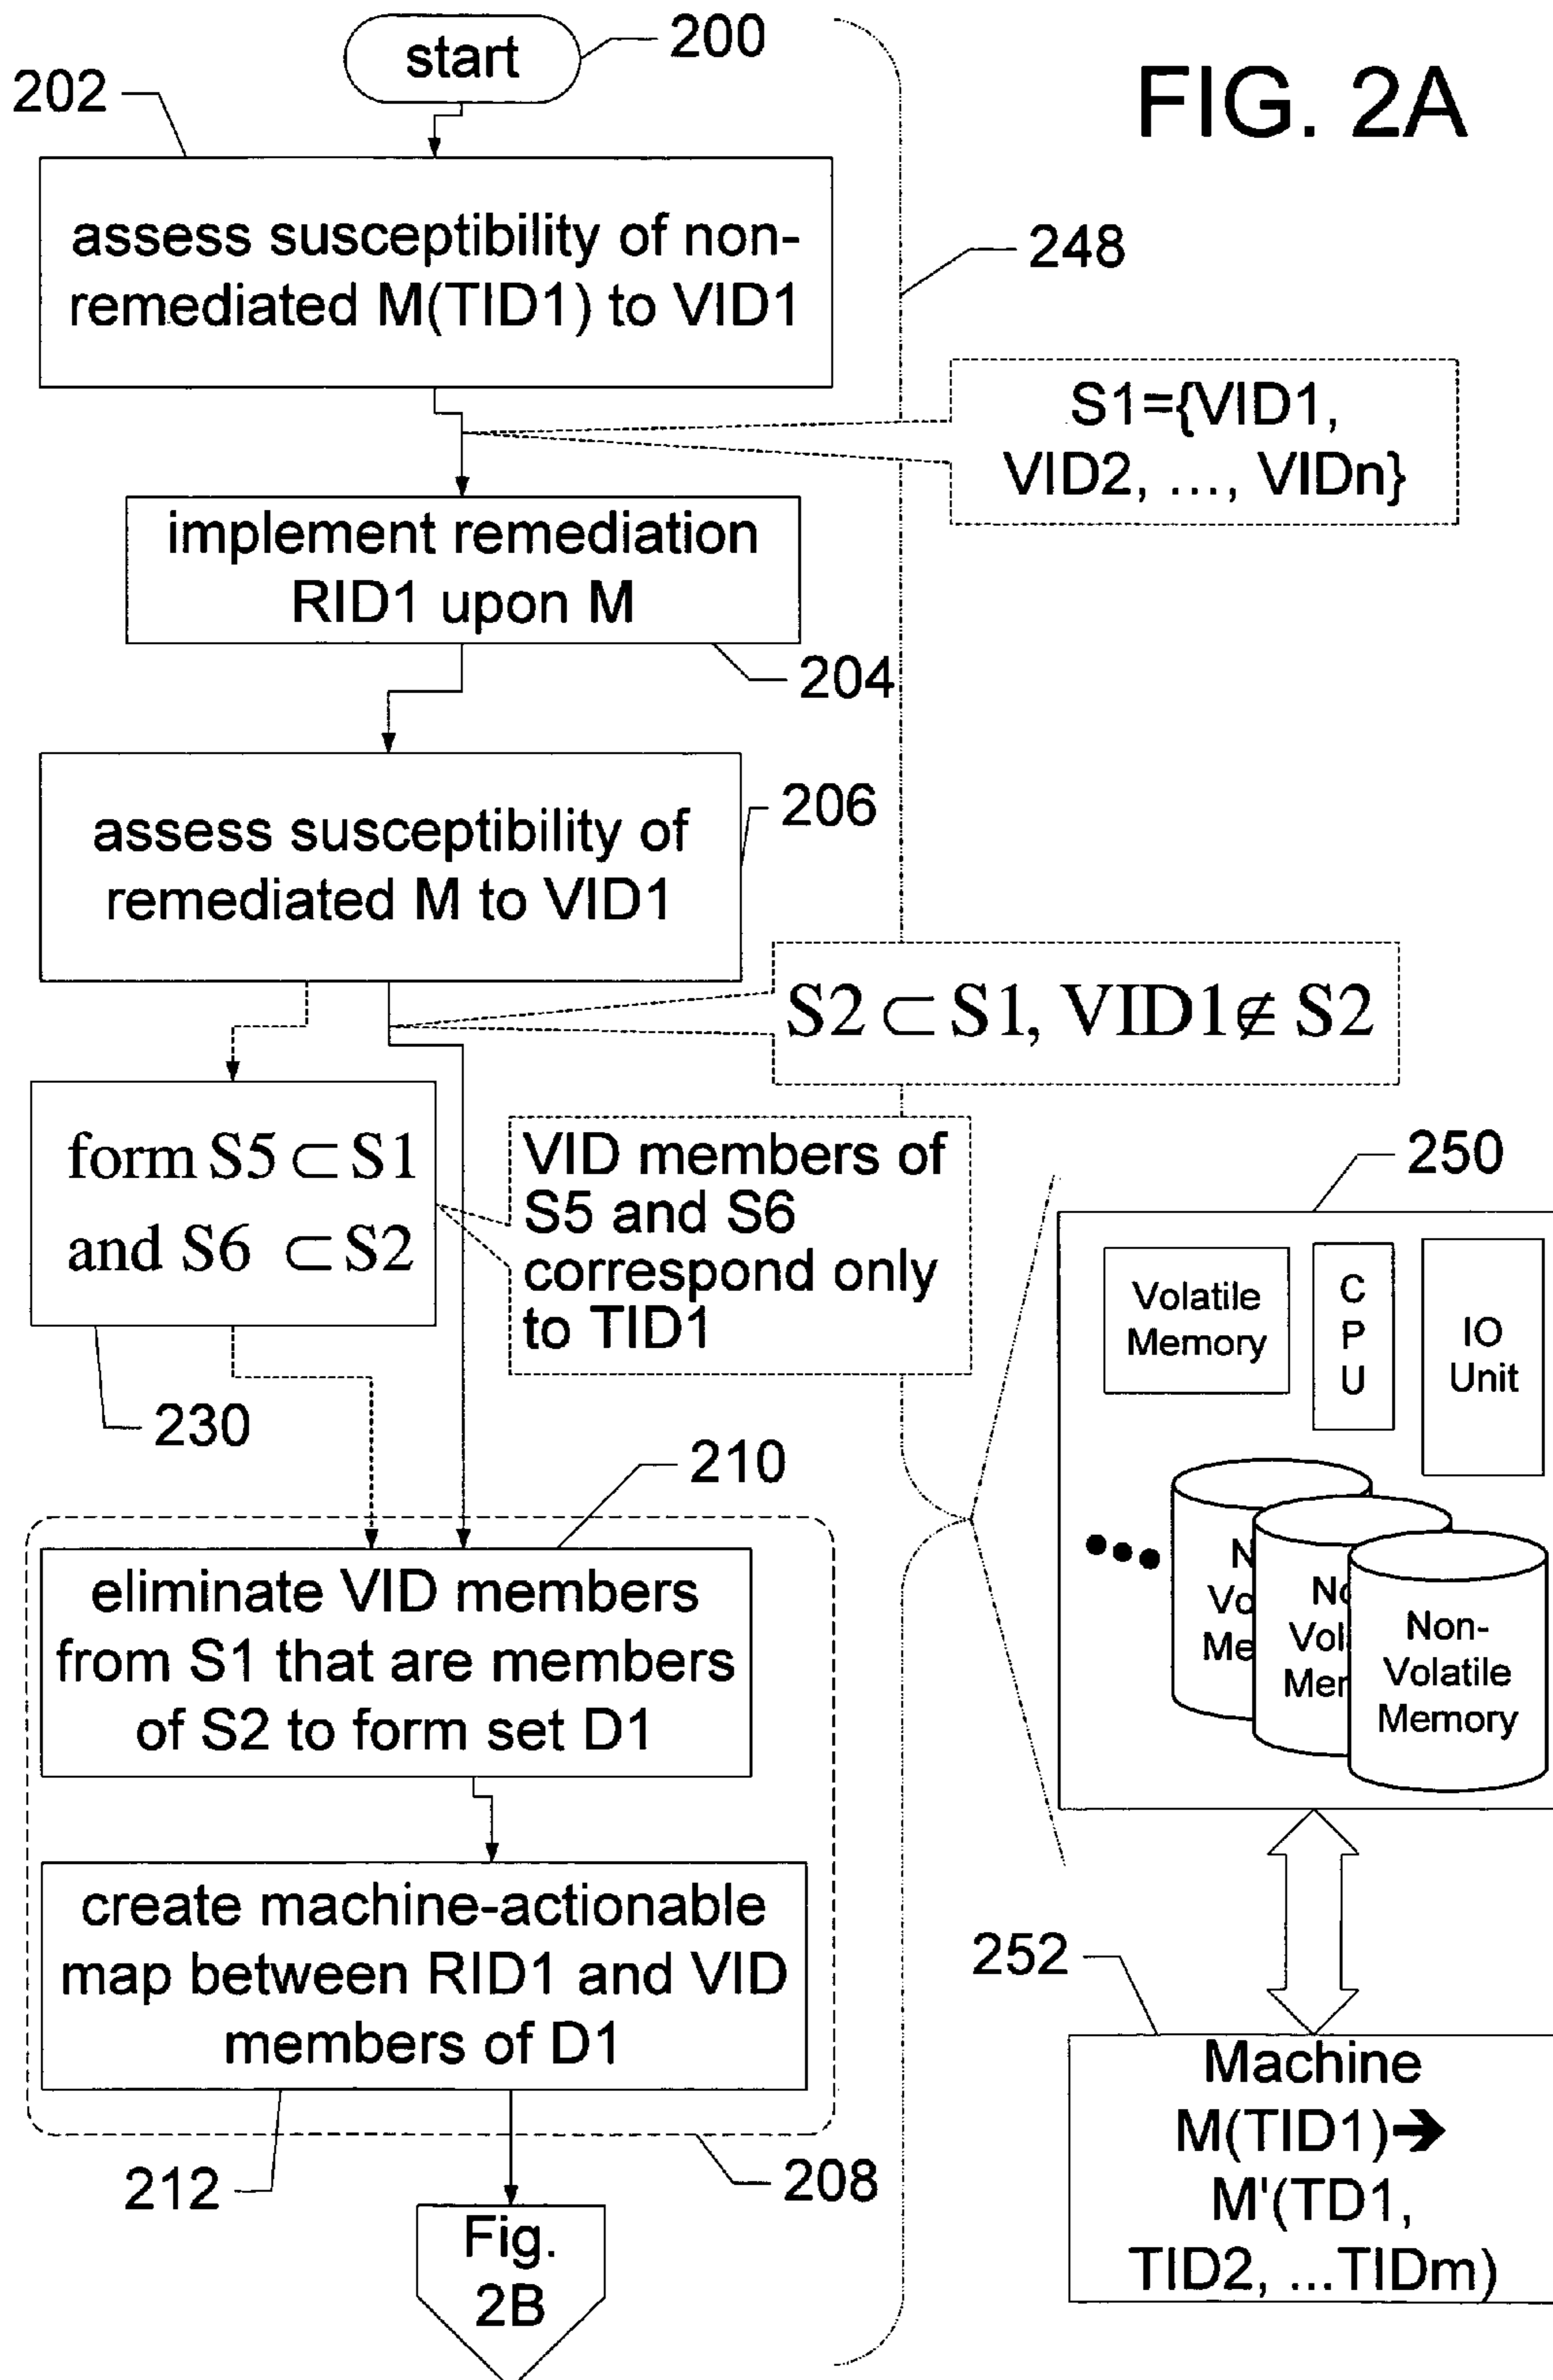 FIG. 2A
start
200
202
assess susceptibility of non-
remediated M(TID1) to VID1
248
S1={VID1,
VID2, ..., VIDn}
implement remediation
RID1 upon M
204
assess susceptibility of
remediated M to VID1
206
S2 ⊂ S1, VID1∉ S2
form S5 ⊂ S1
and S6 ⊂ S2
230
VID members of
S5 and S6
correspond only
to TID1
210
eliminate VID members
from S1 that are members
of S2 to form set D1
create machine-actionable
map between RID1 and VID
members of D1
212
208
Fig.
2B
250
Volatile
Memory
C
P
U
IO
Unit
N
Vo
Me
No
Vol
Mer
Non-
Volatile
Memory
252
Machine
M(TID1)➔
M'(TD1,
TID2, ...TIDm)